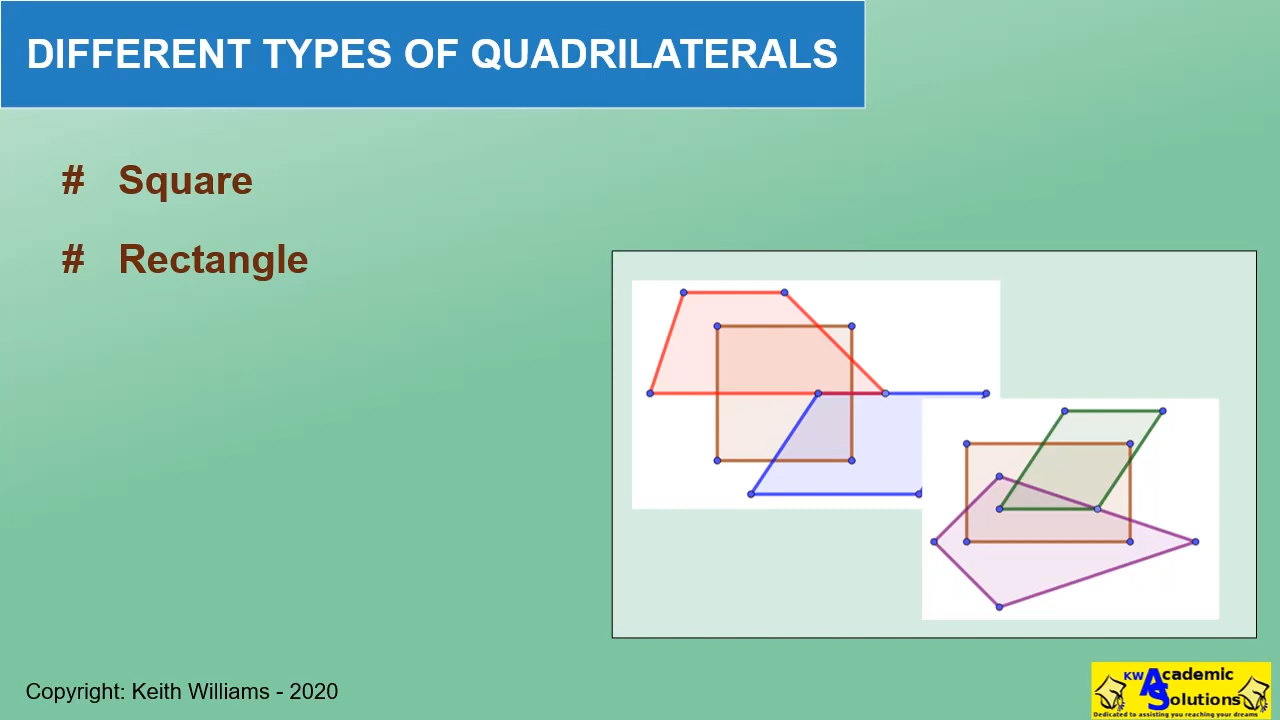 DIFFERENT TYPES OF QUADRILATERALS
# Square
# Rectangle
Copyright: Keith Williams - 2020
KW Academic
Solutions
Dedicated to assisting you reaching your dreams